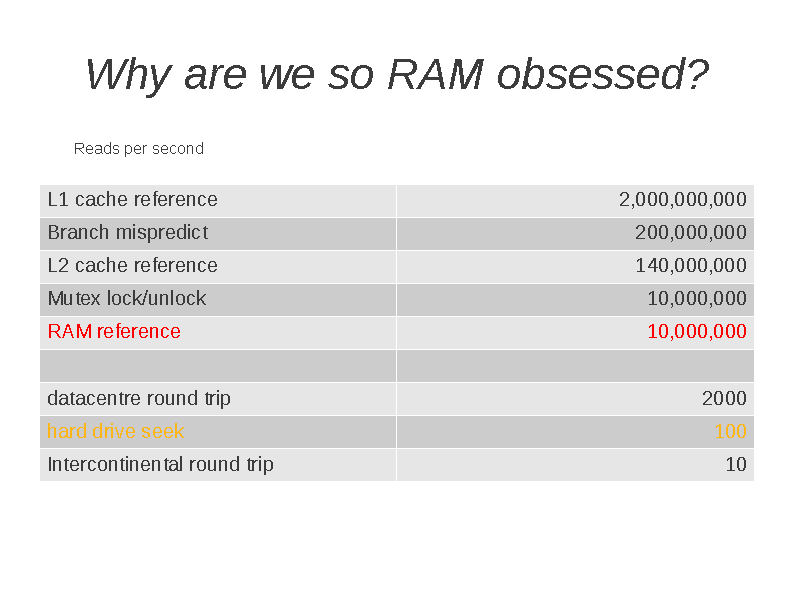 Why are we so RAM obsessed?
Reads per second
L1 cache reference 2,000,000,000
Branch mispredict 200,000,000
L2 cache reference 140,000,000
Mutex lock/unlock 10,000,000
RAM reference 10,000,000
datacentre round trip 2000
hard drive seek 100
Intercontinental round trip 10